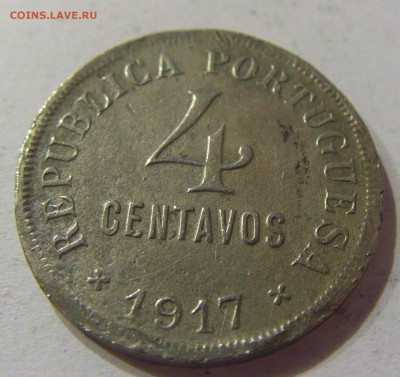 COINS.LAVE.RU
REPUBLICA PORTUGUESA
4
CENTAVOS
* 1917 *